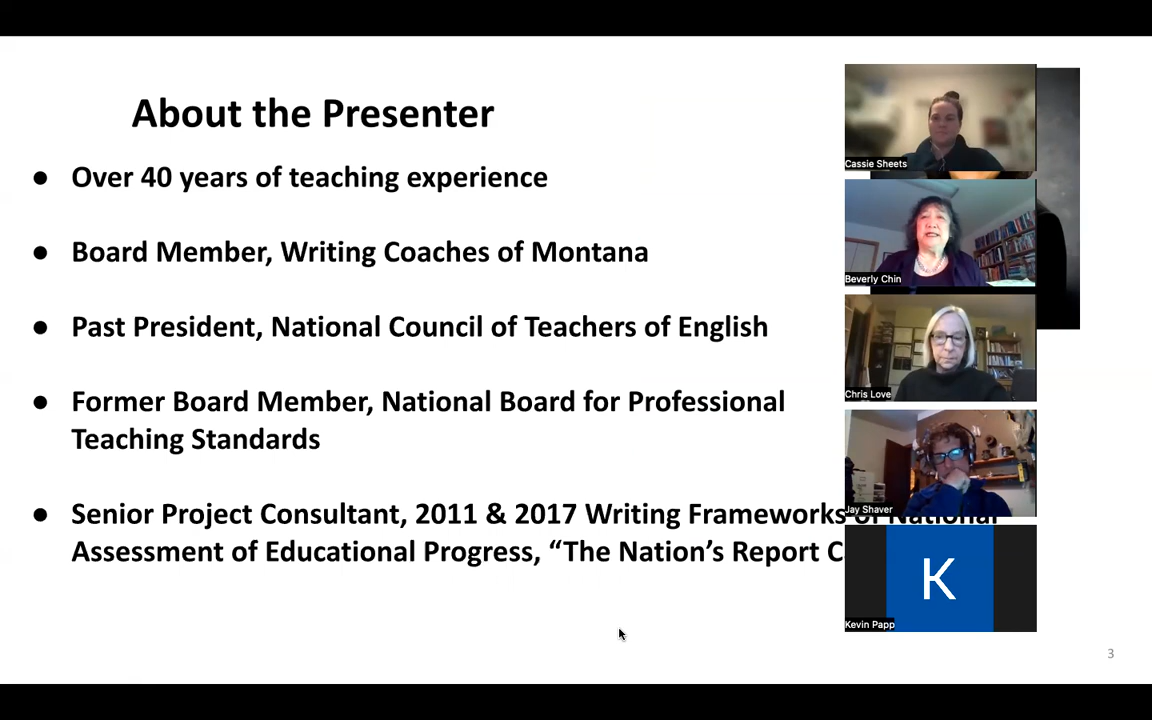 About the Presenter
● Over 40 years of teaching experience
● Board Member, Writing Coaches of Montana
● Past President, National Council of Teachers of English
● Former Board Member, National Board for Professional
Teaching Standards
● Senior Project Consultant, 2011 & 2017 Writing Frameworks of National
Assessment of Educational Progress, “The Nation’s Report C
Cassie Sheets
Beverly Chin
Chris Love
Jay Shaver
K
Kevin Papp
3